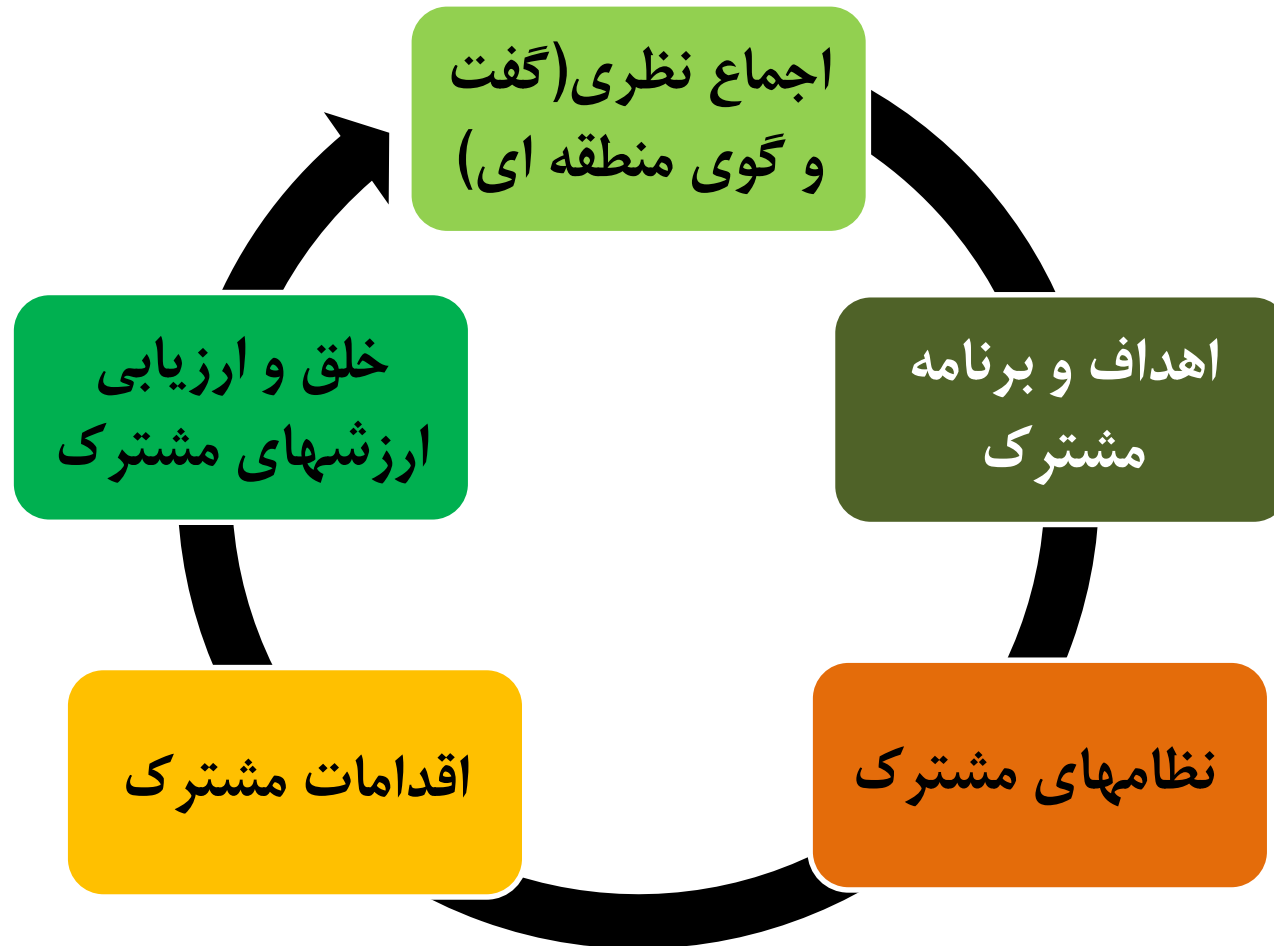 اجماع نظری(گفت
و گوی منطقه ای)
اهداف و برنامه
مشترک
نظامهای مشترک
اقدامات مشترک
خلق و ارزیابی
ارزشهای مشترک